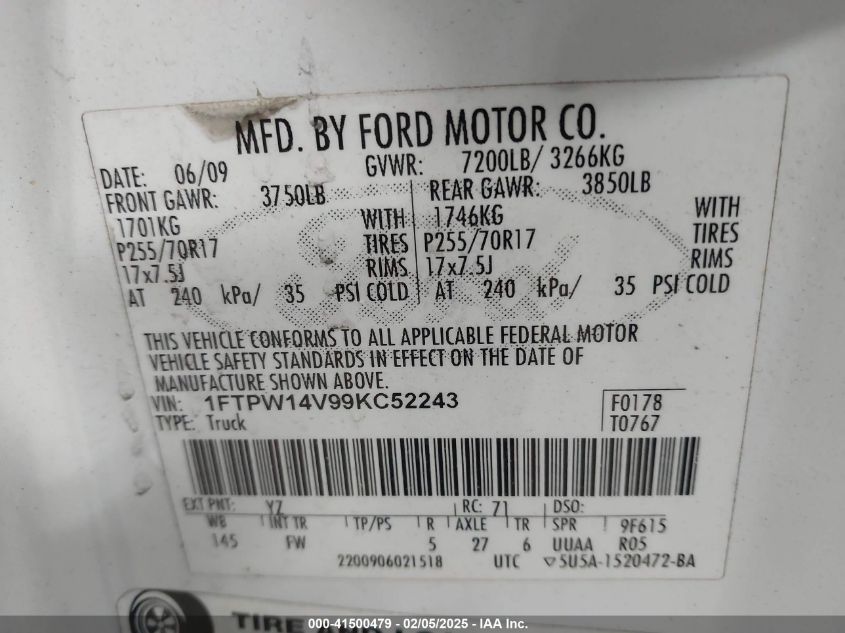 MFD. BY FORD MOTOR CO.
DATE: 06/09 GVWR: 7200LB/ 3266KG
FRONT GAWR: 3750LB REAR GAWR: 3850LB
1701KG WITH 1746KG WITH
P255/70R17 TIRES P255/70R17 TIRES
17x7.5J RIMS 17x7.5J RIMS
AT 240 kPa/ 35 PSI COLD AT 240 kPa/ 35 PSI COLD
THIS VEHICLE CONFORMS TO ALL APPLICABLE FEDERAL MOTOR
VEHICLE SAFETY STANDARDS IN EFFECT ON THE DATE OF
MANUFACTURE SHOWN ABOVE.
VIN: 1FTPW14V99KC52243 F0178
TYPE: Truck T0767
EXT PNT: YZ RC: 71 DSO:
WB INT TR TP/PS R AXLE TR SPR 9F615
145 FW 5 27 6 UUAA R05
2200906021518 UTC ▽5U5A-1520472-BA
TIRE AND
000-41500479 - 02/05/2025 - IAA Inc.